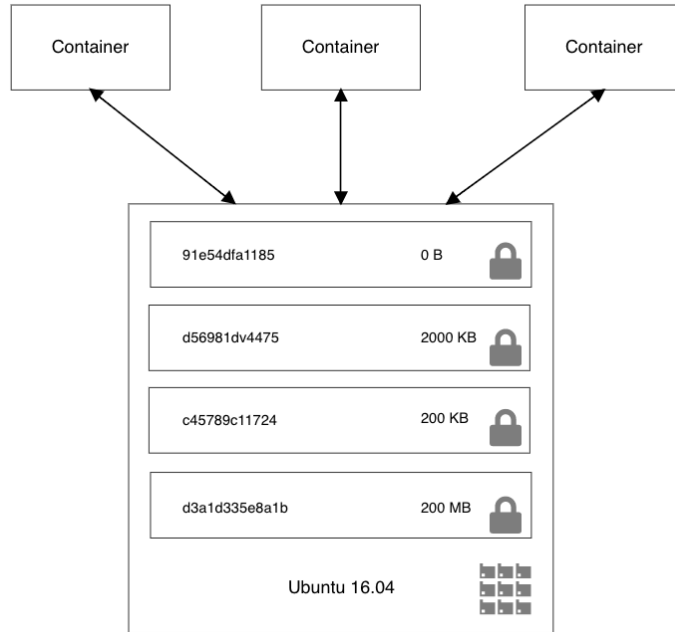 Container Container Container
91e54dfa1185 0 B
d56981dv4475 2000 KB
c45789c11724 200 KB
d3a1d335e8a1b 200 MB
Ubuntu 16.04